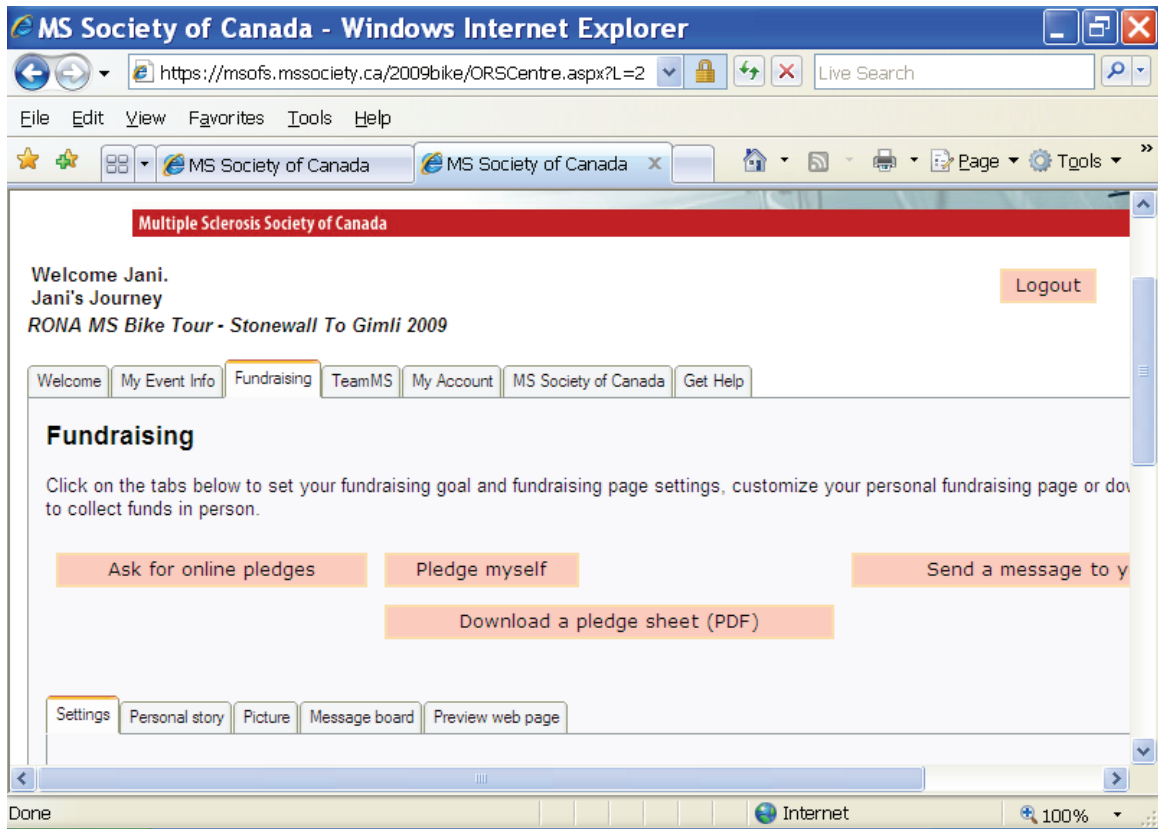 MS Society of Canada - Windows Internet Explorer
https://msofs.mssociety.ca/2009bike/ORSCentre.aspx?L=2
Live Search
File Edit View Favorites Tools Help
MS Society of Canada
MS Society of Canada
Page
Tools
Multiple Sclerosis Society of Canada
Welcome Jani.
Jani's Journey
RONA MS Bike Tour - Stonewall To Gimli 2009
Logout
Welcome
My Event Info
Fundraising
TeamMS
My Account
MS Society of Canada
Get Help
Fundraising
Click on the tabs below to set your fundraising goal and fundraising page settings, customize your personal fundraising page or dow
to collect funds in person.
Ask for online pledges
Pledge myself
Send a message to y
Download a pledge sheet (PDF)
Settings
Personal story
Picture
Message board
Preview web page
Done
Internet
100%